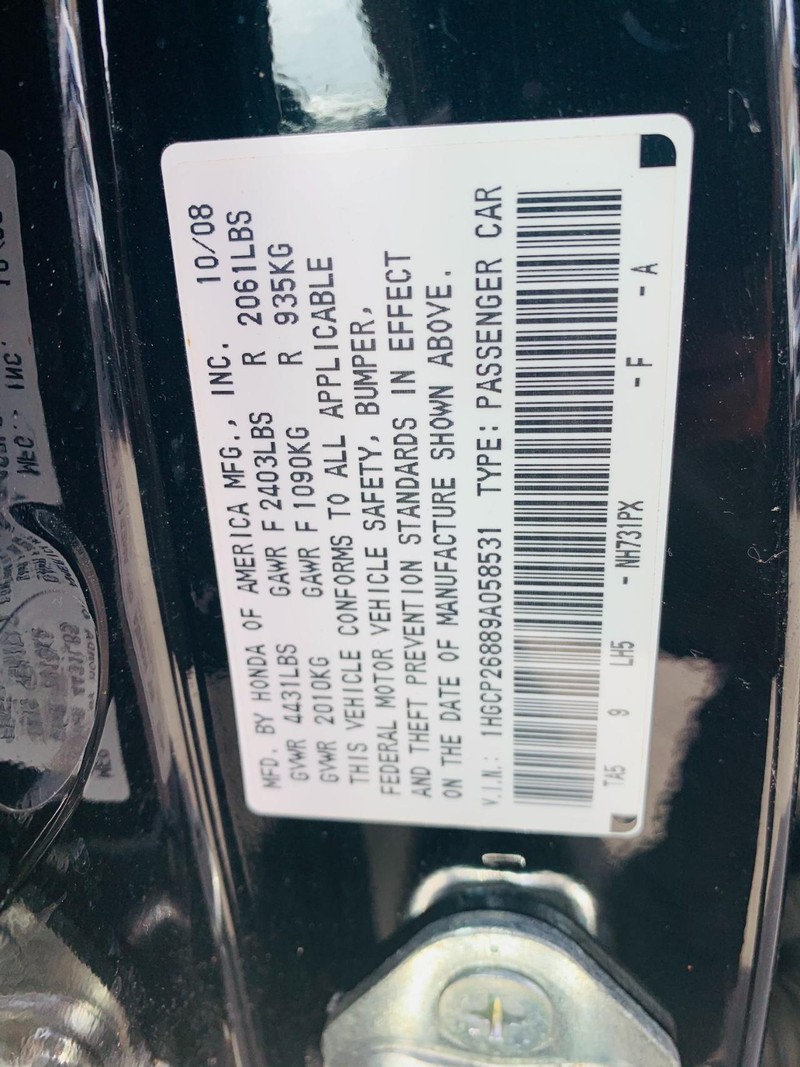 MFD. BY HONDA OF AMERICA MFG., INC. 10/08
GVWR 4431LBS GAWR F 2403LBS R 2061LBS
GVWR 2010KG GAWR F 1090KG R 935KG
THIS VEHICLE CONFORMS TO ALL APPLICABLE
FEDERAL MOTOR VEHICLE SAFETY, BUMPER,
AND THEFT PREVENTION STANDARDS IN EFFECT
ON THE DATE OF MANUFACTURE SHOWN ABOVE.
V.I.N.: 1HGCP26889A058531 TYPE: PASSENGER CAR
TA5 9 LH5 - NH731PX - F - A